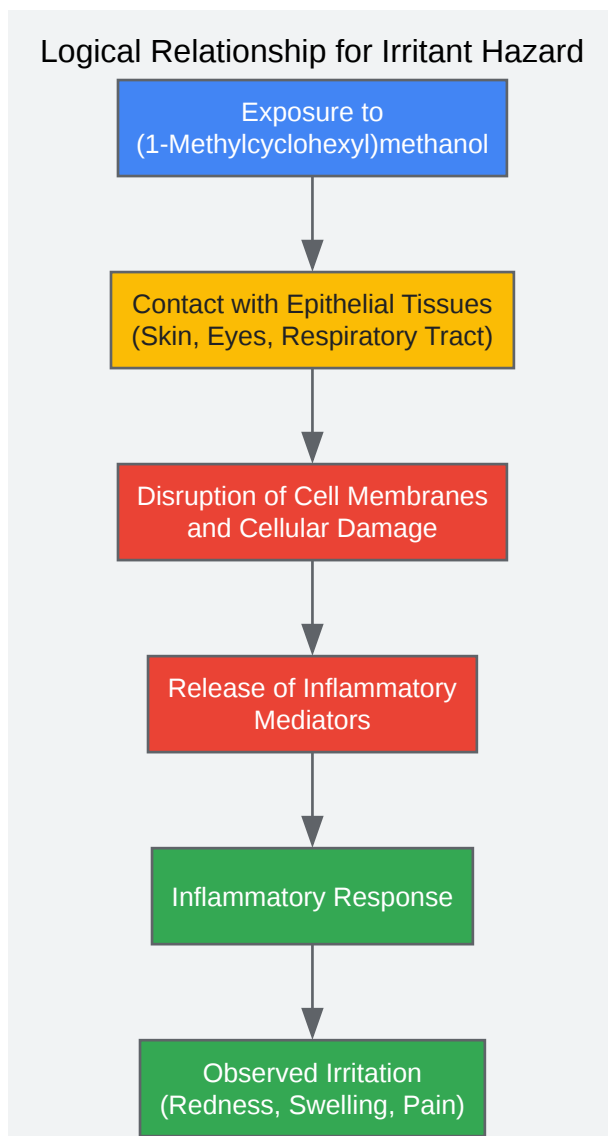 Logical Relationship for Irritant Hazard
Exposure to
(1-Methylcyclohexyl)methanol
Contact with Epithelial Tissues
(Skin, Eyes, Respiratory Tract)
Disruption of Cell Membranes
and Cellular Damage
Release of Inflammatory
Mediators
Inflammatory Response
Observed Irritation
(Redness, Swelling, Pain)